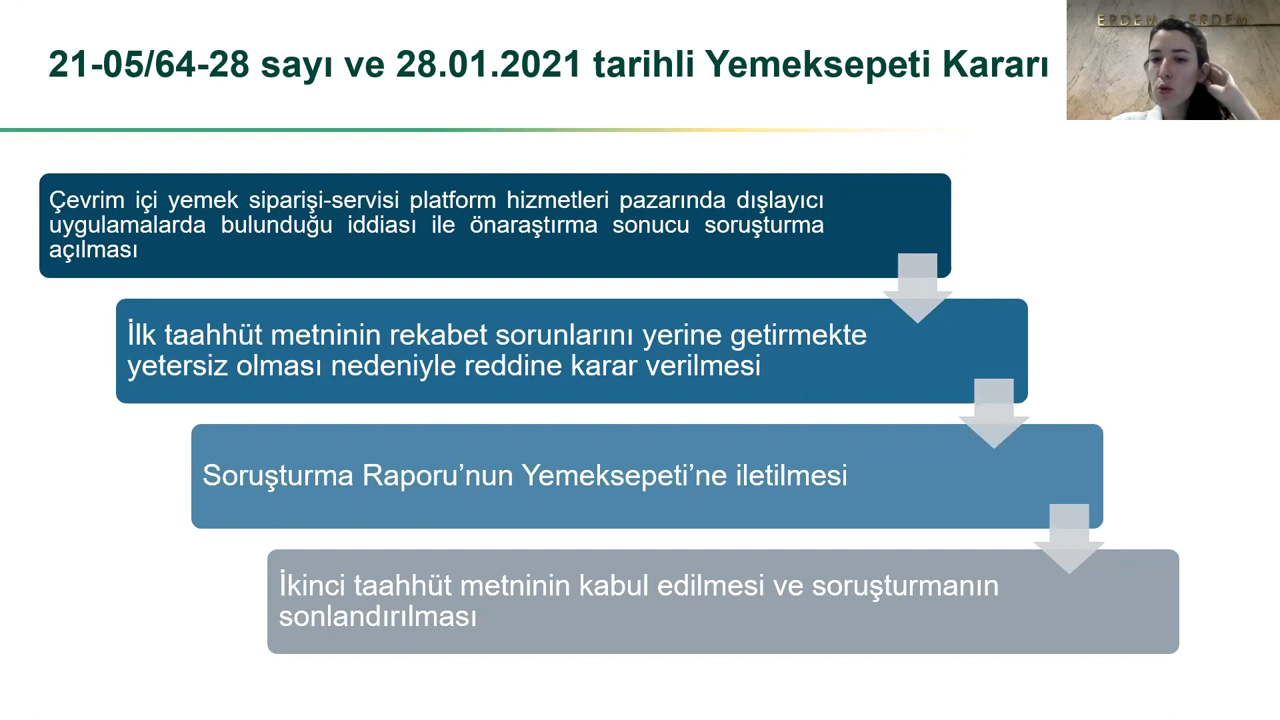 21-05/64-28 sayı ve 28.01.2021 tarihli Yemeksepeti Kararı
ERDEM & ERDEM
Çevrim içi yemek siparişi-servisi platform hizmetleri pazarında dışlayıcı
uygulamalarda bulunduğu iddiası ile önaraştırma sonucu soruşturma
açılması
İlk taahhüt metninin rekabet sorunlarını yerine getirmekte
yetersiz olması nedeniyle reddine karar verilmesi
Soruşturma Raporu’nun Yemeksepeti’ne iletilmesi
İkinci taahhüt metninin kabul edilmesi ve soruşturmanın
sonlandırılması